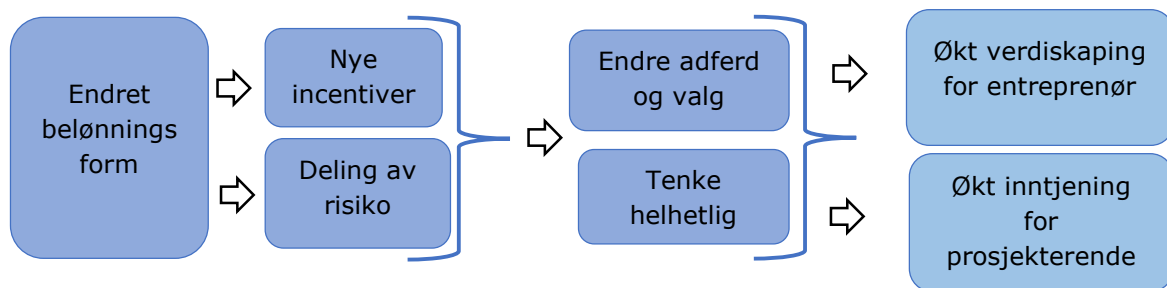 Endret
belønnings
form
Nye
incentiver
Deling av
risiko
Endre adferd
og valg
Tenke
helhetlig
Økt verdiskaping
for entreprenør
Økt inntjening
for
prosjekterende